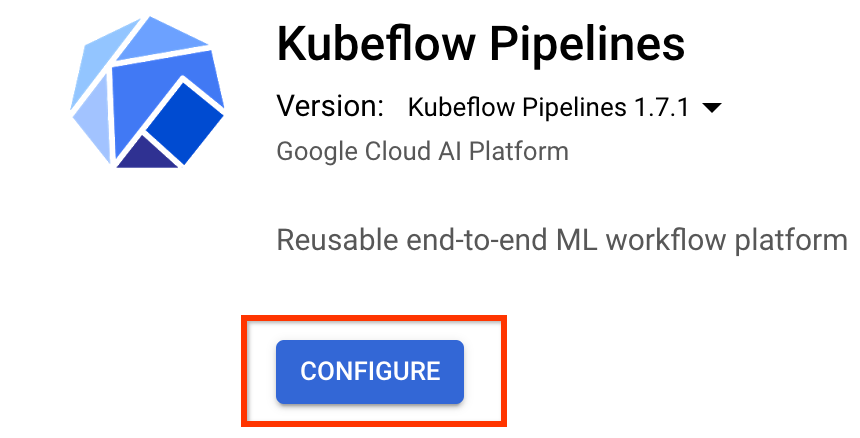 Kubeflow Pipelines
Version: Kubeflow Pipelines 1.7.1
Google Cloud AI Platform
Reusable end-to-end ML workflow platform
CONFIGURE